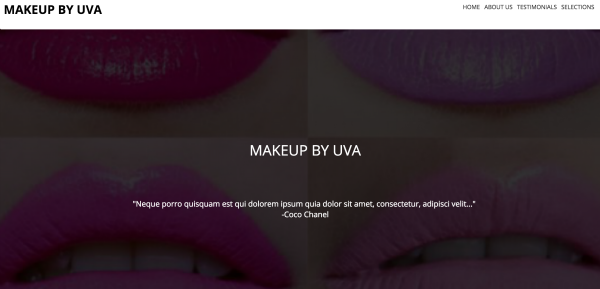 MAKEUP BY UVA
HOME ABOUT US TESTIMONIALS SELECTIONS
MAKEUP BY UVA
"Neque porro quisquam est qui dolorem ipsum quia dolor sit amet, consectetur, adipisci velit..."
-Coco Chanel